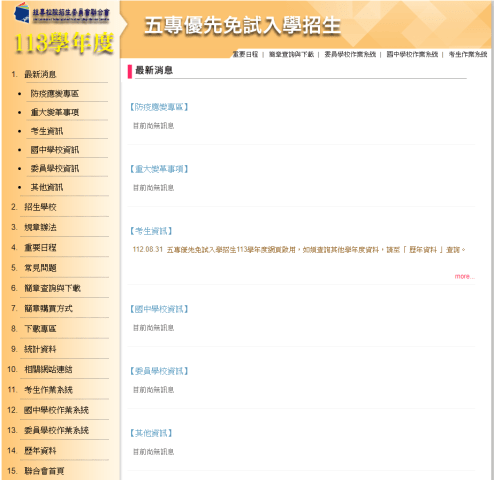 技專校院招生委員會聯合會
113學年度
五專優先免試入學招生
重要日程 | 簡章查詢與下載 | 委員學校作業系統 | 國中學校作業系統 | 考生作業系統
1. 最新消息
• 防疫應變專區
• 重大變革事項
• 考生資訊
• 國中學校資訊
• 委員學校資訊
• 其他資訊
2. 招生學校
3. 規章辦法
4. 重要日程
5. 常見問題
6. 簡章查詢與下載
7. 簡章購買方式
8. 下載專區
9. 統計資料
10. 相關網站連結
11. 考生作業系統
12. 國中學校作業系統
13. 委員學校作業系統
14. 歷年資料
15. 聯合會首頁
最新消息
【防疫應變專區】
目前尚無訊息
【重大變革事項】
目前尚無訊息
【考生資訊】
112.08.31 五專優先免試入學招生113學年度網頁啟用,如須查詢其他學年度資料,請至「歷年資料」查詢。
more...
【國中學校資訊】
目前尚無訊息
【委員學校資訊】
目前尚無訊息
【其他資訊】
目前尚無訊息